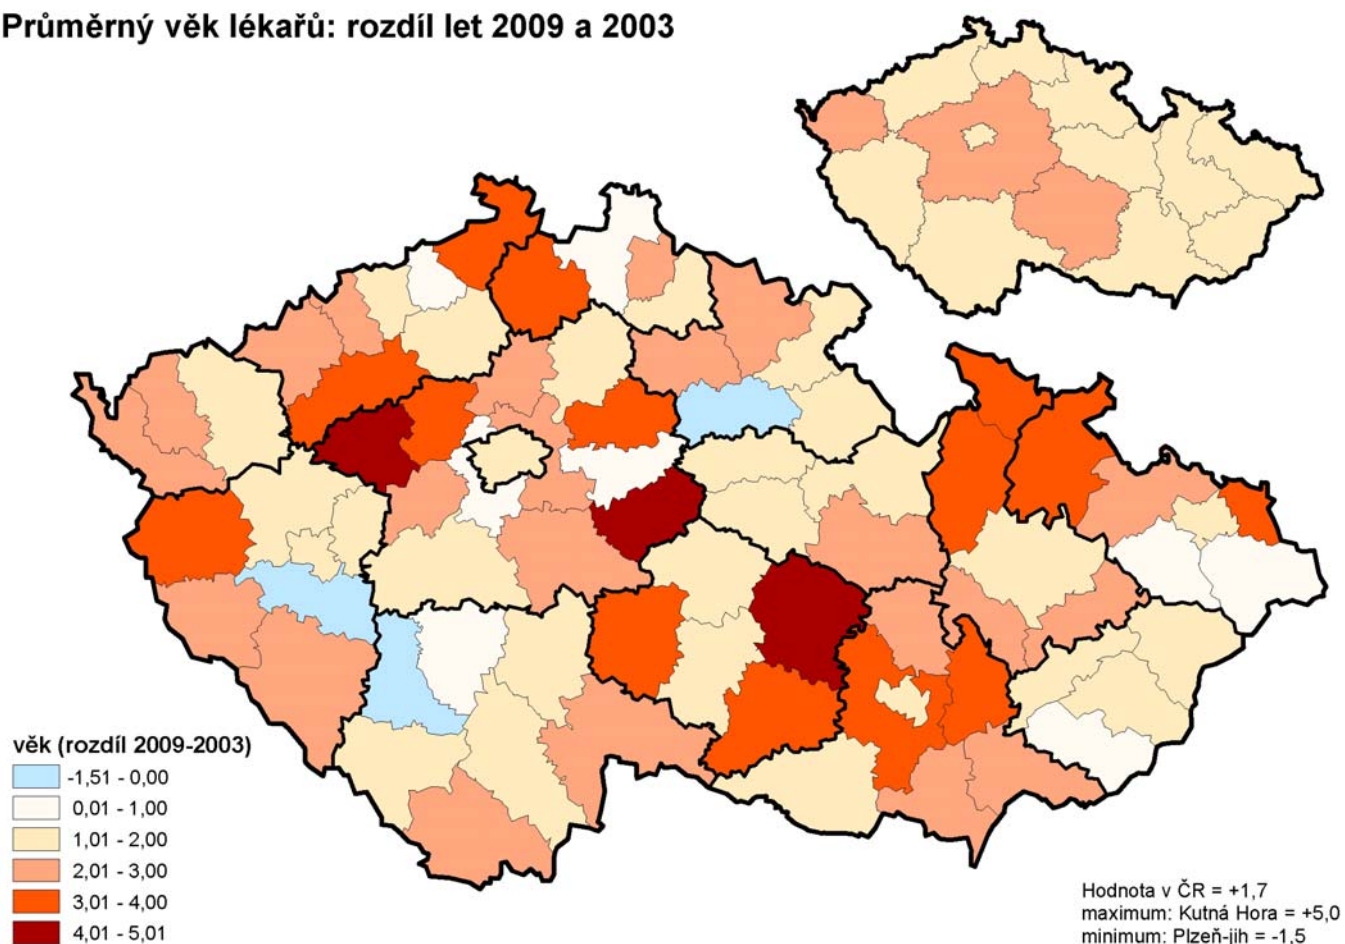 Průměrný věk lékařů: rozdíl let 2009 a 2003
věk (rozdíl 2009-2003)
-1,51 - 0,00
0,01 - 1,00
1,01 - 2,00
2,01 - 3,00
3,01 - 4,00
4,01 - 5,01
Hodnota v ČR = +1,7
maximum: Kutná Hora = +5,0
minimum: Plzeň-jih = -1,5